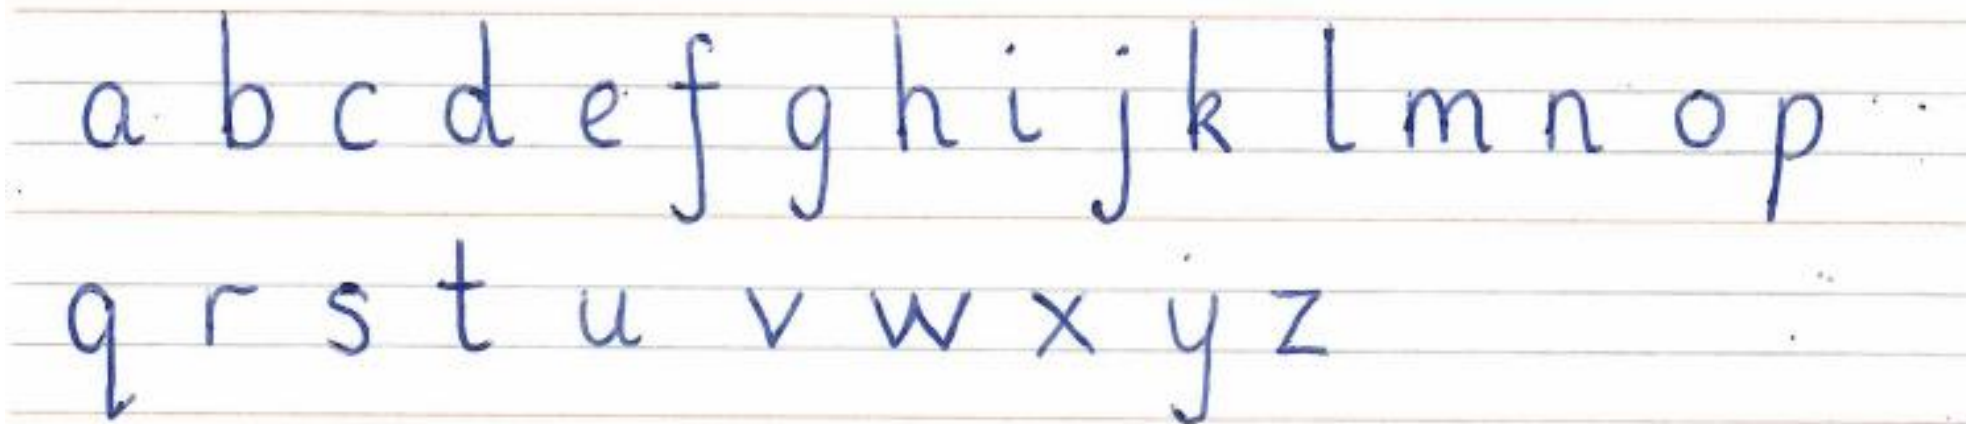 a b c d e f g h i j k l m n o p
q r s t u v w x y z